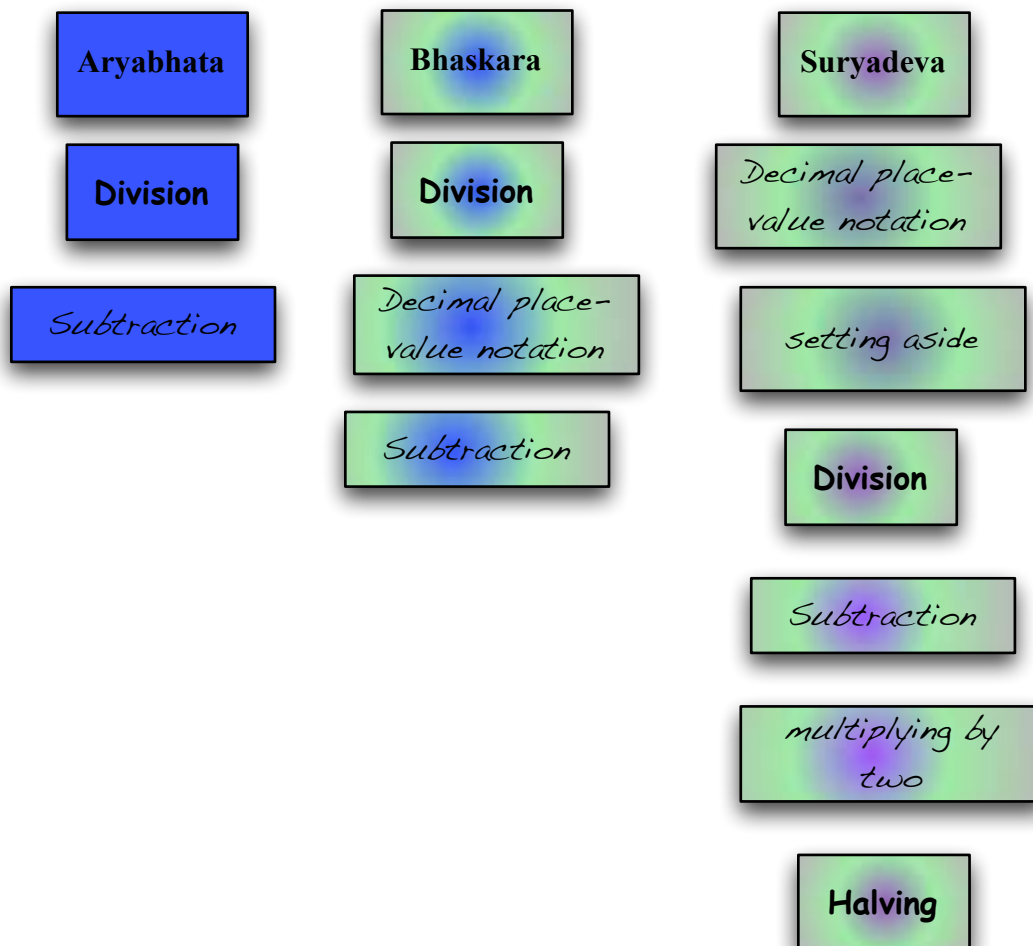 Aryabhata
Division
Subtraction
Bhaskara
Division
Decimal place-
value notation
Subtraction
Suryadeva
Decimal place-
value notation
setting aside
Division
Subtraction
multiplying by
two
Halving